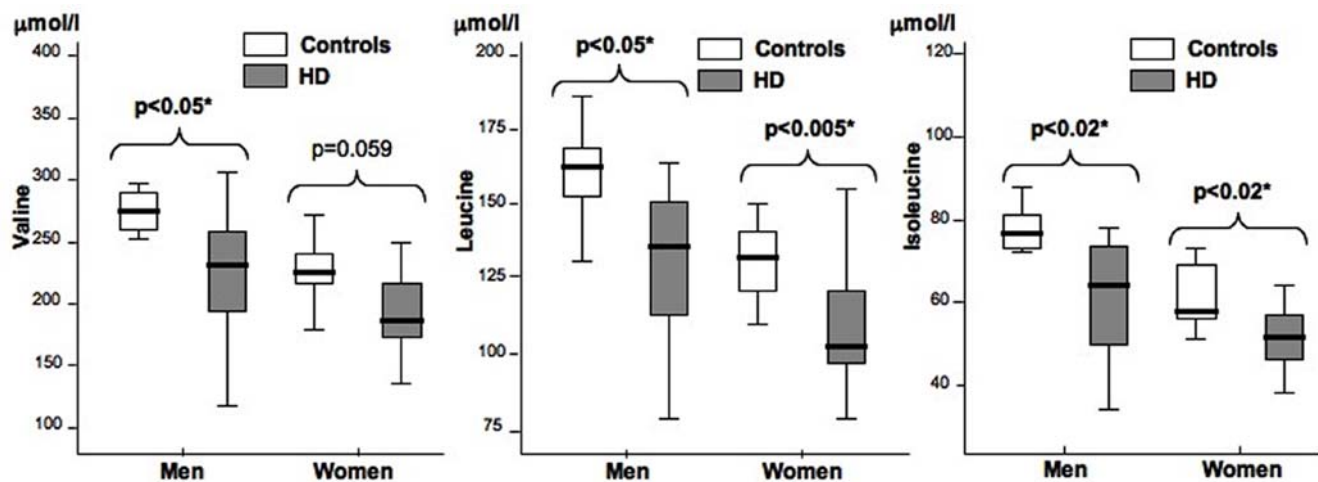 μmol/l
400
350
300
250
200
150
100
Valine
Controls
HD
p<0.05*
p=0.059
Men
Women
μmol/l
200
175
150
125
100
75
Leucine
Controls
HD
p<0.05*
p<0.005*
Men
Women
μmol/l
120
100
80
60
40
Isoleucine
Controls
HD
p<0.02*
p<0.02*
Men
Women